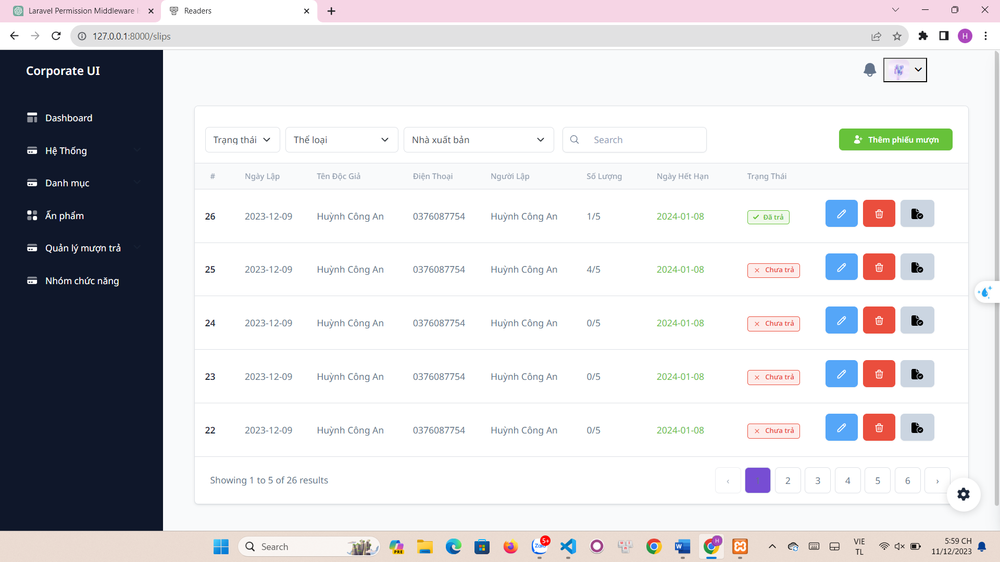 Laravel Permission Middleware
Readers
127.0.0.1:8000/slips
H
Corporate UI
Dashboard
Hệ Thống
Danh mục
Ấn phẩm
Quản lý mượn trả
Nhóm chức năng
Trạng thái
Thể loại
Nhà xuất bản
Search
Thêm phiếu mượn
# Ngày Lập Tên Độc Giả Điện Thoại Người Lập Số Lượng Ngày Hết Hạn Trạng Thái
26 2023-12-09 Huỳnh Công An 0376087754 Huỳnh Công An 1/5 2024-01-08 Đã trả
25 2023-12-09 Huỳnh Công An 0376087754 Huỳnh Công An 4/5 2024-01-08 Chưa trả
24 2023-12-09 Huỳnh Công An 0376087754 Huỳnh Công An 0/5 2024-01-08 Chưa trả
23 2023-12-09 Huỳnh Công An 0376087754 Huỳnh Công An 0/5 2024-01-08 Chưa trả
22 2023-12-09 Huỳnh Công An 0376087754 Huỳnh Công An 0/5 2024-01-08 Chưa trả
Showing 1 to 5 of 26 results
‹ 1 2 3 4 5 6 ›
Search
PRE
Zalo
5+
H
VIE
TL
5:59 CH
11/12/2023